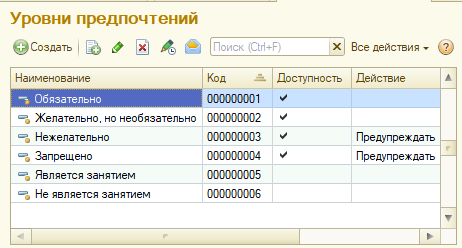 Уровни предпочтений
Создать Поиск (Ctrl+F) Все действия ?
Наименование Код Доступность Действие
Обязательно 000000001
Желательно, но необязательно 000000002
Нежелательно 000000003 Предупреждать
Запрещено 000000004 Предупреждать
Является занятием 000000005
Не является занятием 000000006